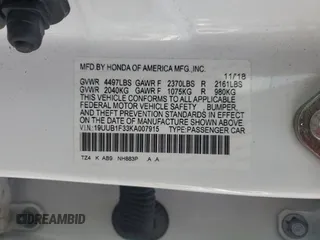 MFD.BY HONDA OF AMERICA MFG.,INC.
11/18
GVWR 4497LBS GAWR F 2370LBS R 2161LBS
GVWR 2040KG GAWR F 1075KG R 980KG
THIS VEHICLE CONFORMS TO ALL APPLICABLE
FEDERAL MOTOR VEHICLE SAFETY, BUMPER,
AND THEFT PREVENTION STANDARDS IN EFFECT
ON THE DATE OF MANUFACTURE SHOWN ABOVE.
V.I.N.:19UUB1F33KA007915 TYPE:PASSENGER CAR
TZ4 K AB9 NH883P A A
DREAMBID